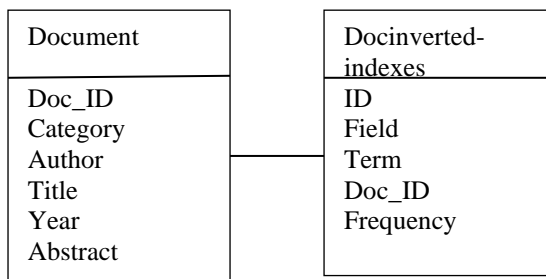 Document
Doc_ID
Category
Author
Title
Year
Abstract
Docinverted-
indexes
ID
Field
Term
Doc_ID
Frequency